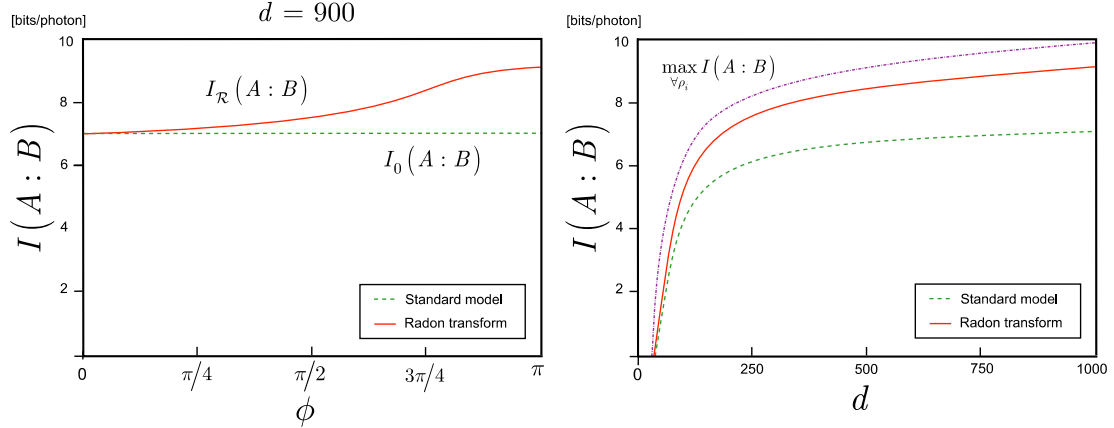 [bits/photon]
d = 900
10
8
6
4
2
I ( A : B )
I_ℛ ( A : B )
I_0 ( A : B )
Standard model
Radon transform
0
π/4
π/2
3π/4
π
ϕ
[bits/photon]
10
8
6
4
2
I ( A : B )
max I ( A : B )
∀ρ_i
Standard model
Radon transform
0
250
500
750
1000
d